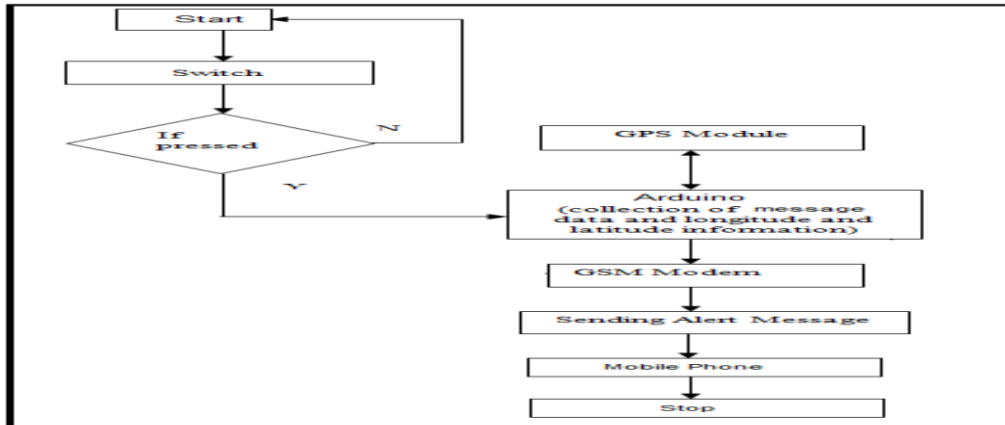 Start
Switch
If
pressed
N
Y
GPS Module
Arduino
(collection of message
data and longitude and
latitude information)
GSM Modem
Sending Alert Message
Mobile Phone
Stop